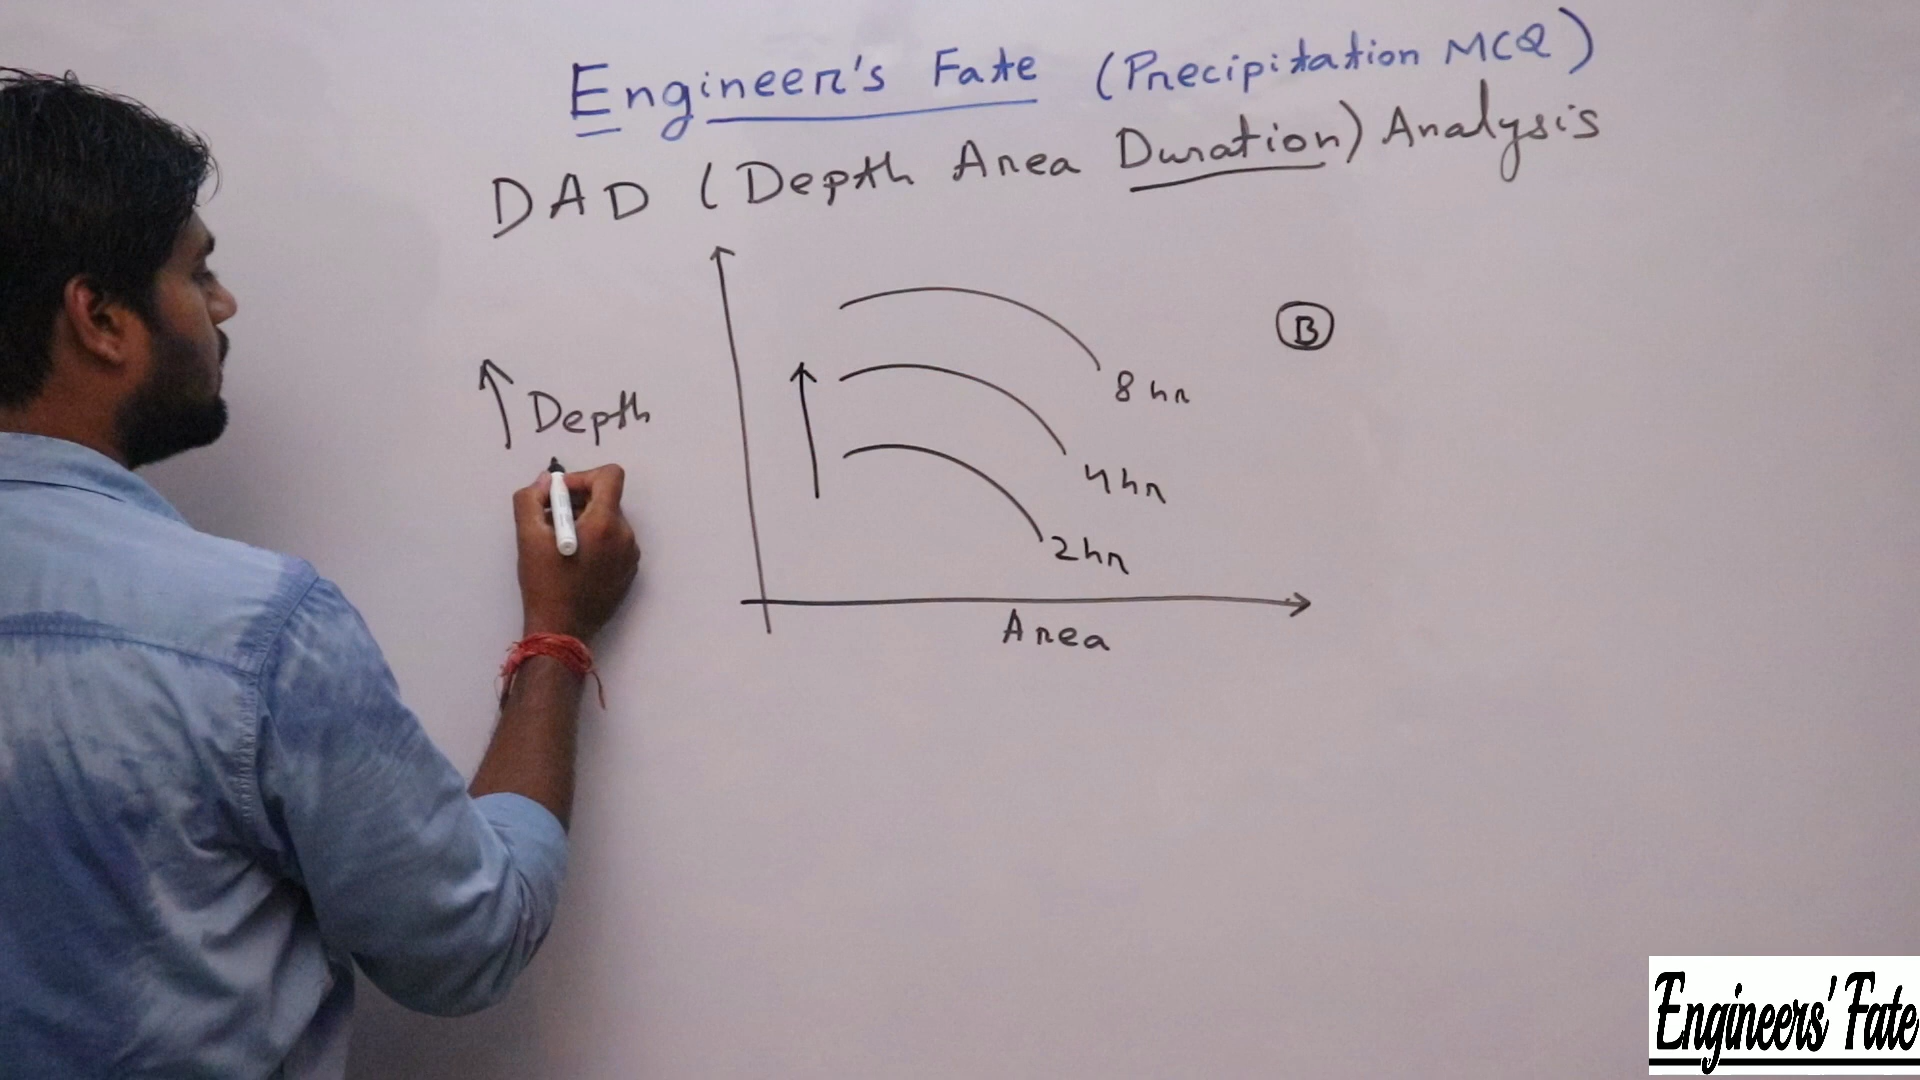 Engineer's Fate (Precipitation MCQ)
DAD (Depth Area Duration) Analysis
B
8 hr
Depth
4 hr
2 hr
Area
Engineers' Fate